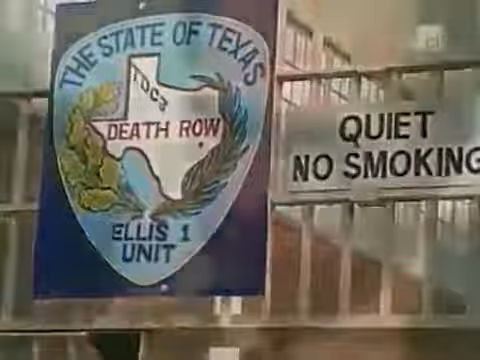 THE STATE OF TEXAS
TDCJ
DEATH ROW
ELLIS 1
UNIT
QUIET
NO SMOKING